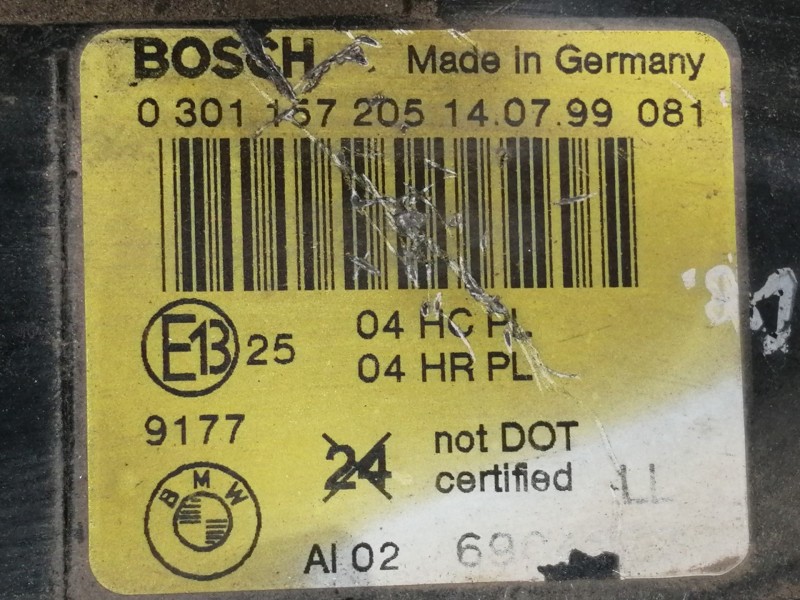 BOSCH Made in Germany
0 301 157 205 14.07.99 081
E13 25
04 HC PL
04 HR PL
9177
24
not DOT
certified
LL
BMW
AI 02